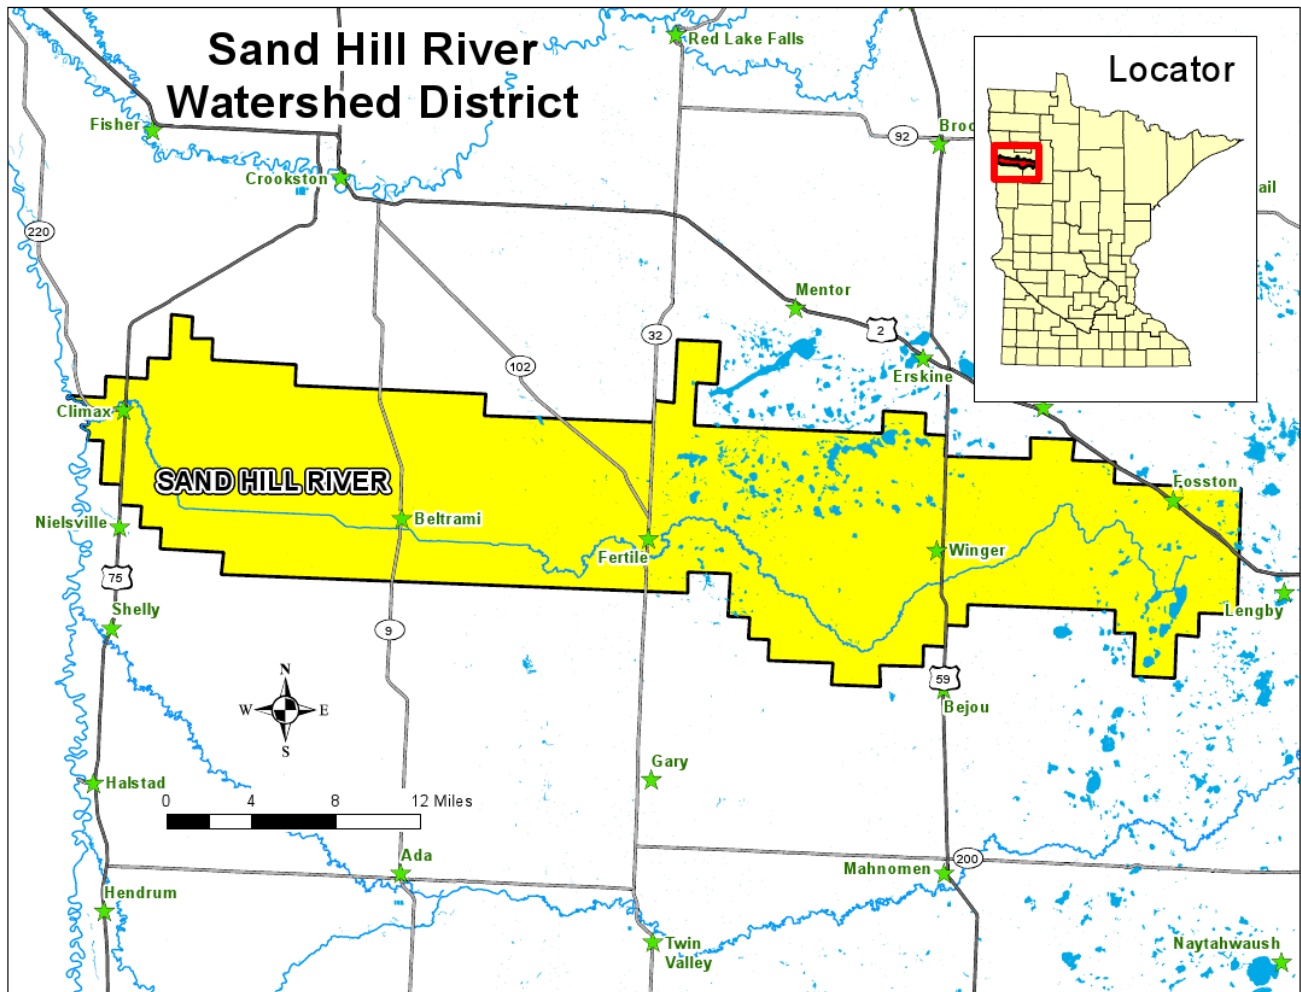 Sand Hill River
Watershed District
Locator
Red Lake Falls
Fisher
92
Broo
Crookston
ail
220
Mentor
2
32
102
Erskine
Climax
SAND HILL RIVER
Fosston
Nielsville
Beltrami
Fertile
Winger
75
Shelly
Lengby
9
N
W E
S
59
Bejou
Gary
Halstad
0 4 8 12 Miles
Ada
Mahnomen
200
Hendrum
Twin
Valley
Naytahwaush